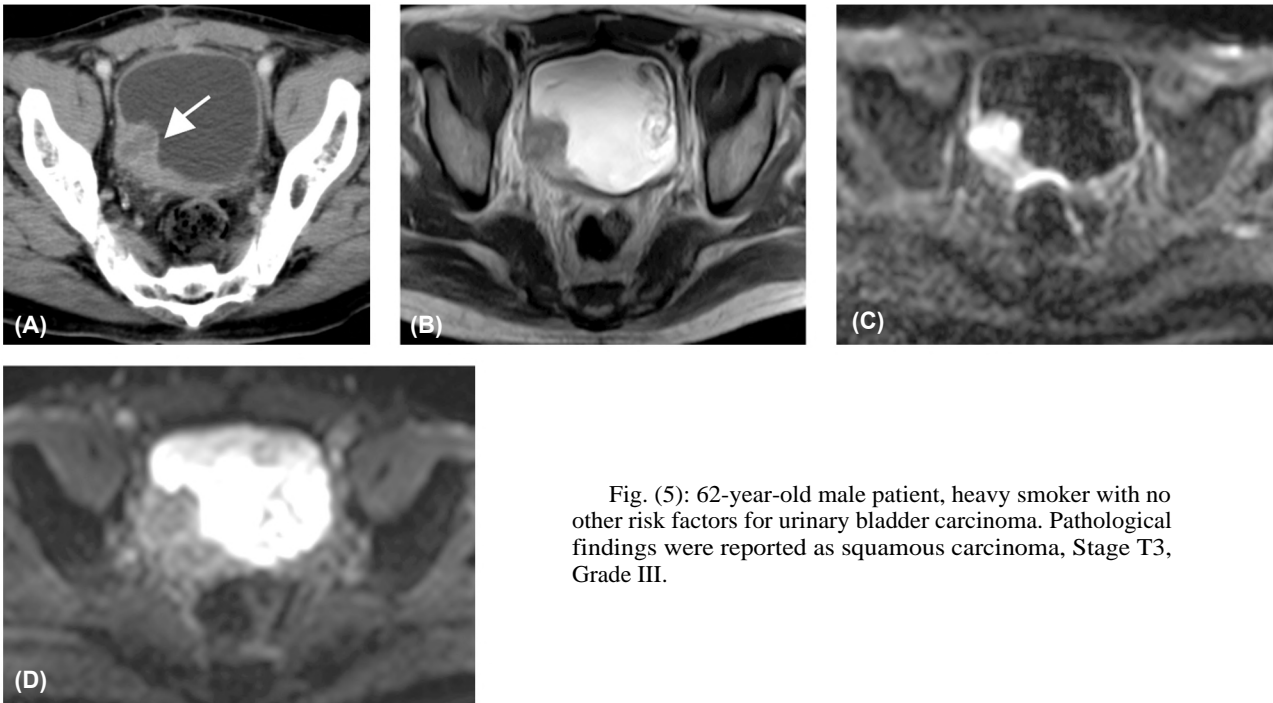 (A)
(B)
(C)
(D)
Fig. (5): 62-year-old male patient, heavy smoker with no
other risk factors for urinary bladder carcinoma. Pathological
findings were reported as squamous carcinoma, Stage T3,
Grade III.